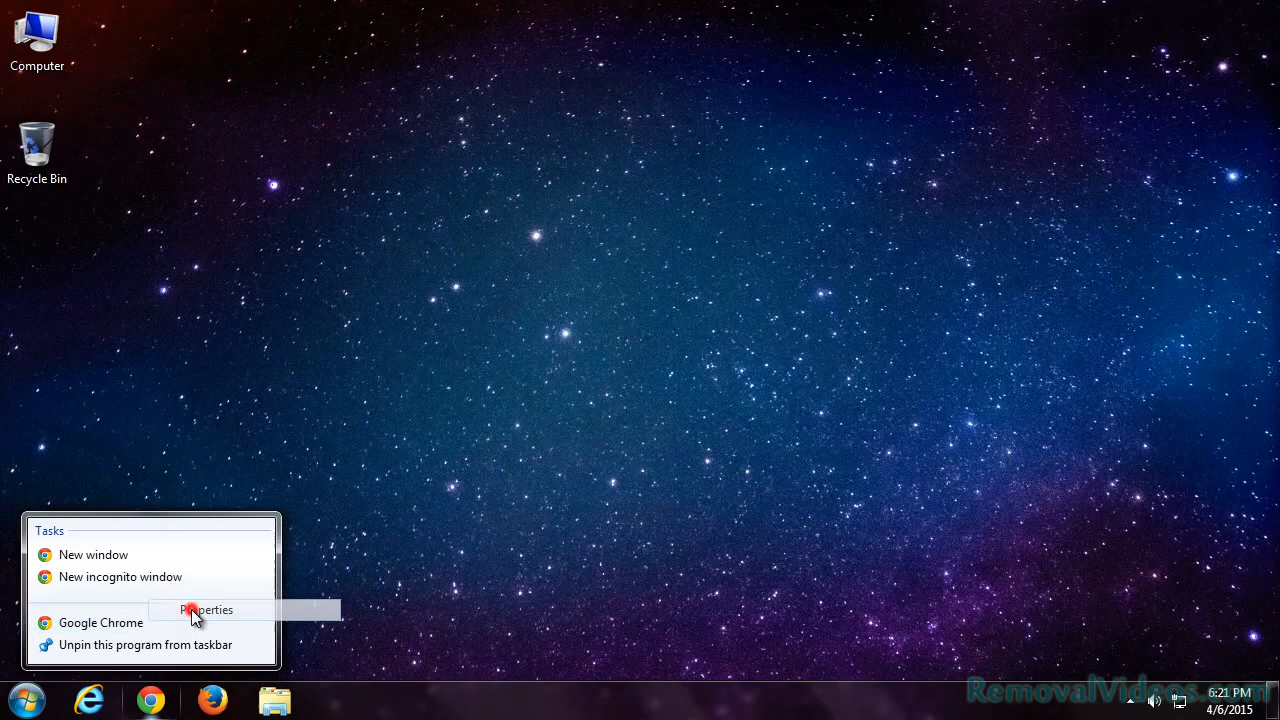 Computer
Recycle Bin
Tasks
New window
New incognito window
Properties
Google Chrome
Unpin this program from taskbar
RemovalVideos.com
6:21 PM
4/6/2015